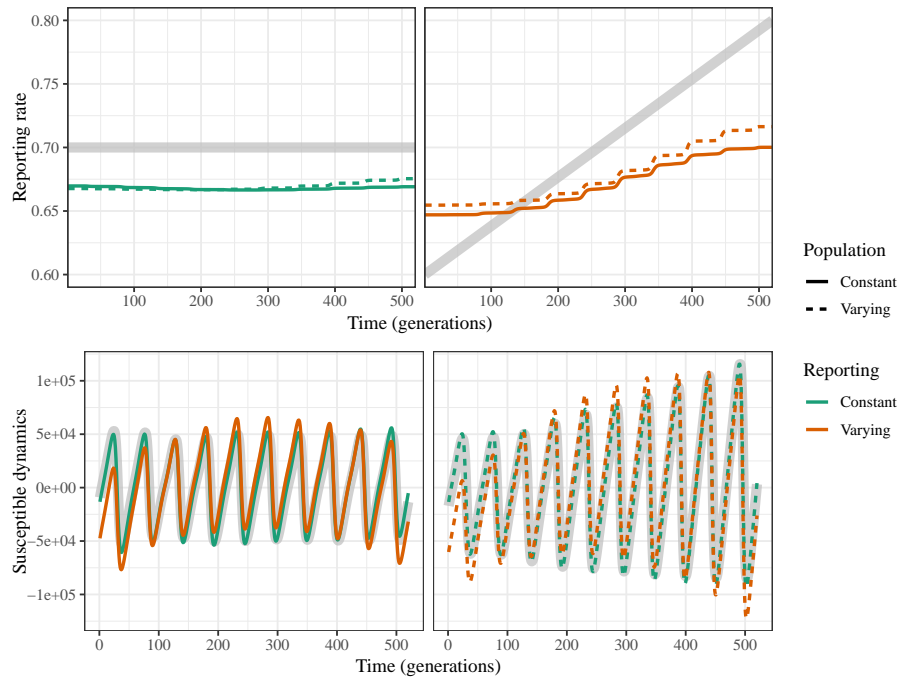 0.80
0.75
0.70
0.65
0.60
Reporting rate
100 200 300 400 500 100 200 300 400 500
Time (generations)
1e+05
5e+04
0e+00
−5e+04
−1e+05
Susceptible dynamics
0 100 200 300 400 500 0 100 200 300 400 500
Time (generations)
Population
Constant
Varying
Reporting
Constant
Varying